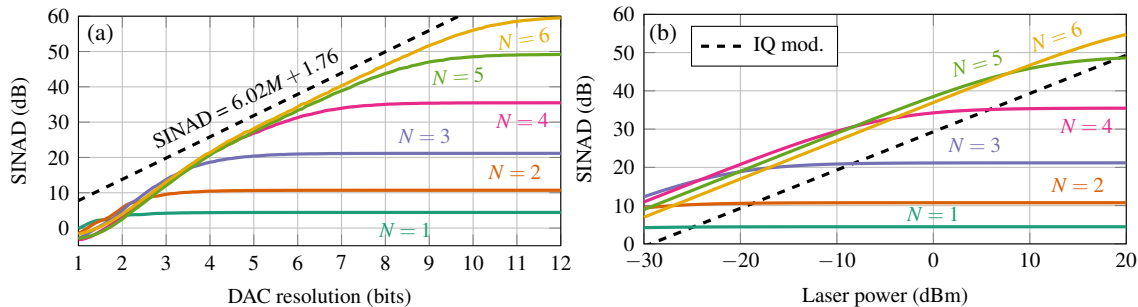 (a)
SINAD (dB)
60
50
40
30
20
10
0
SINAD = 6.02M + 1.76
N = 6
N = 5
N = 4
N = 3
N = 2
N = 1
1 2 3 4 5 6 7 8 9 10 11 12
DAC resolution (bits)
(b)
SINAD (dB)
60
50
40
30
20
10
0
IQ mod.
N = 6
N = 5
N = 4
N = 3
N = 2
N = 1
−30 −20 −10 0 10 20
Laser power (dBm)